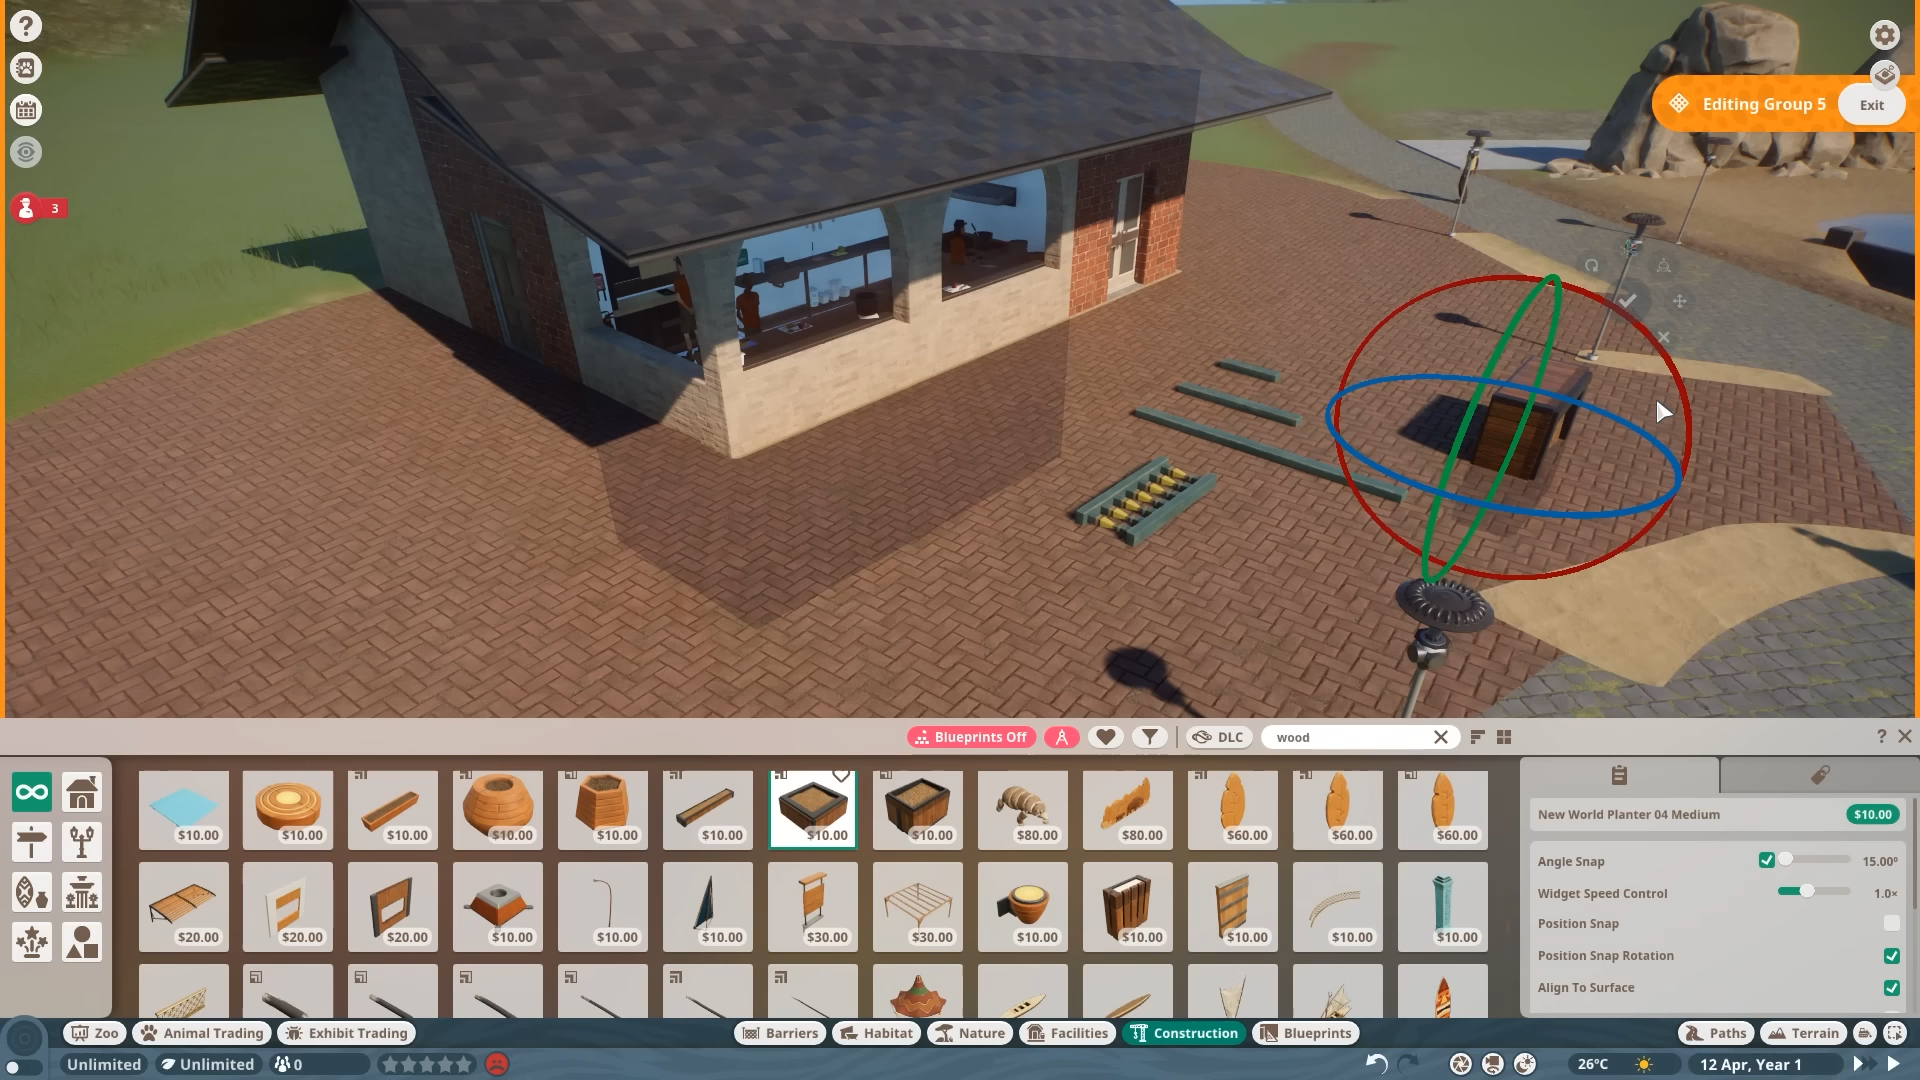 Editing Group 5
Exit
3
Blueprints Off
DLC
wood
?
?
$10.00 $10.00 $10.00 $10.00 $10.00 $10.00 $10.00 $10.00 $80.00 $80.00 $60.00 $60.00 $60.00
$20.00 $20.00 $20.00 $10.00 $10.00 $10.00 $30.00 $30.00 $10.00 $10.00 $10.00 $10.00 $10.00
New World Planter 04 Medium $10.00
Angle Snap 15.00°
Widget Speed Control 1.0×
Position Snap
Position Snap Rotation
Align To Surface
Zoo Animal Trading Exhibit Trading Barriers Habitat Nature Facilities Construction Blueprints Paths Terrain
Unlimited Unlimited 0 26°C 12 Apr, Year 1